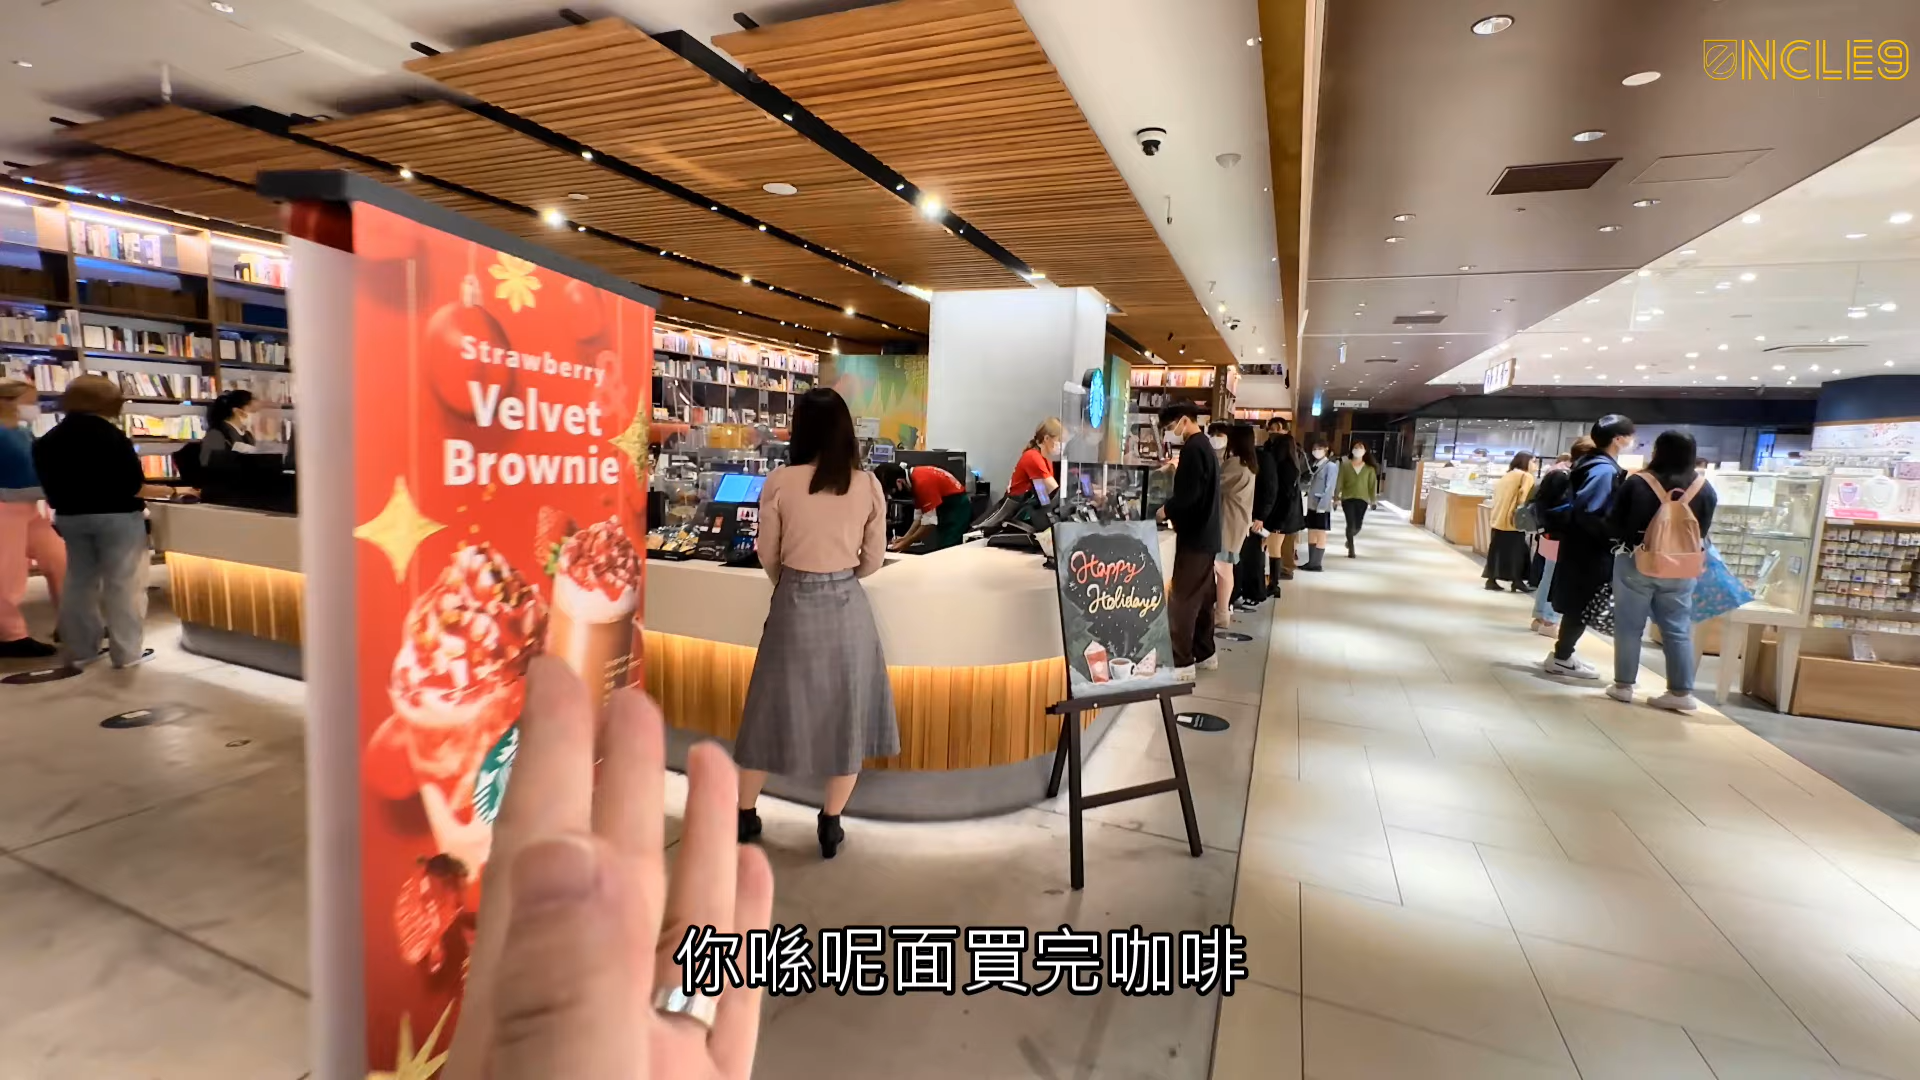 UNCLE9
Strawberry
Velvet
Brownie
Happy
Holidays
你喺呢面買完咖啡